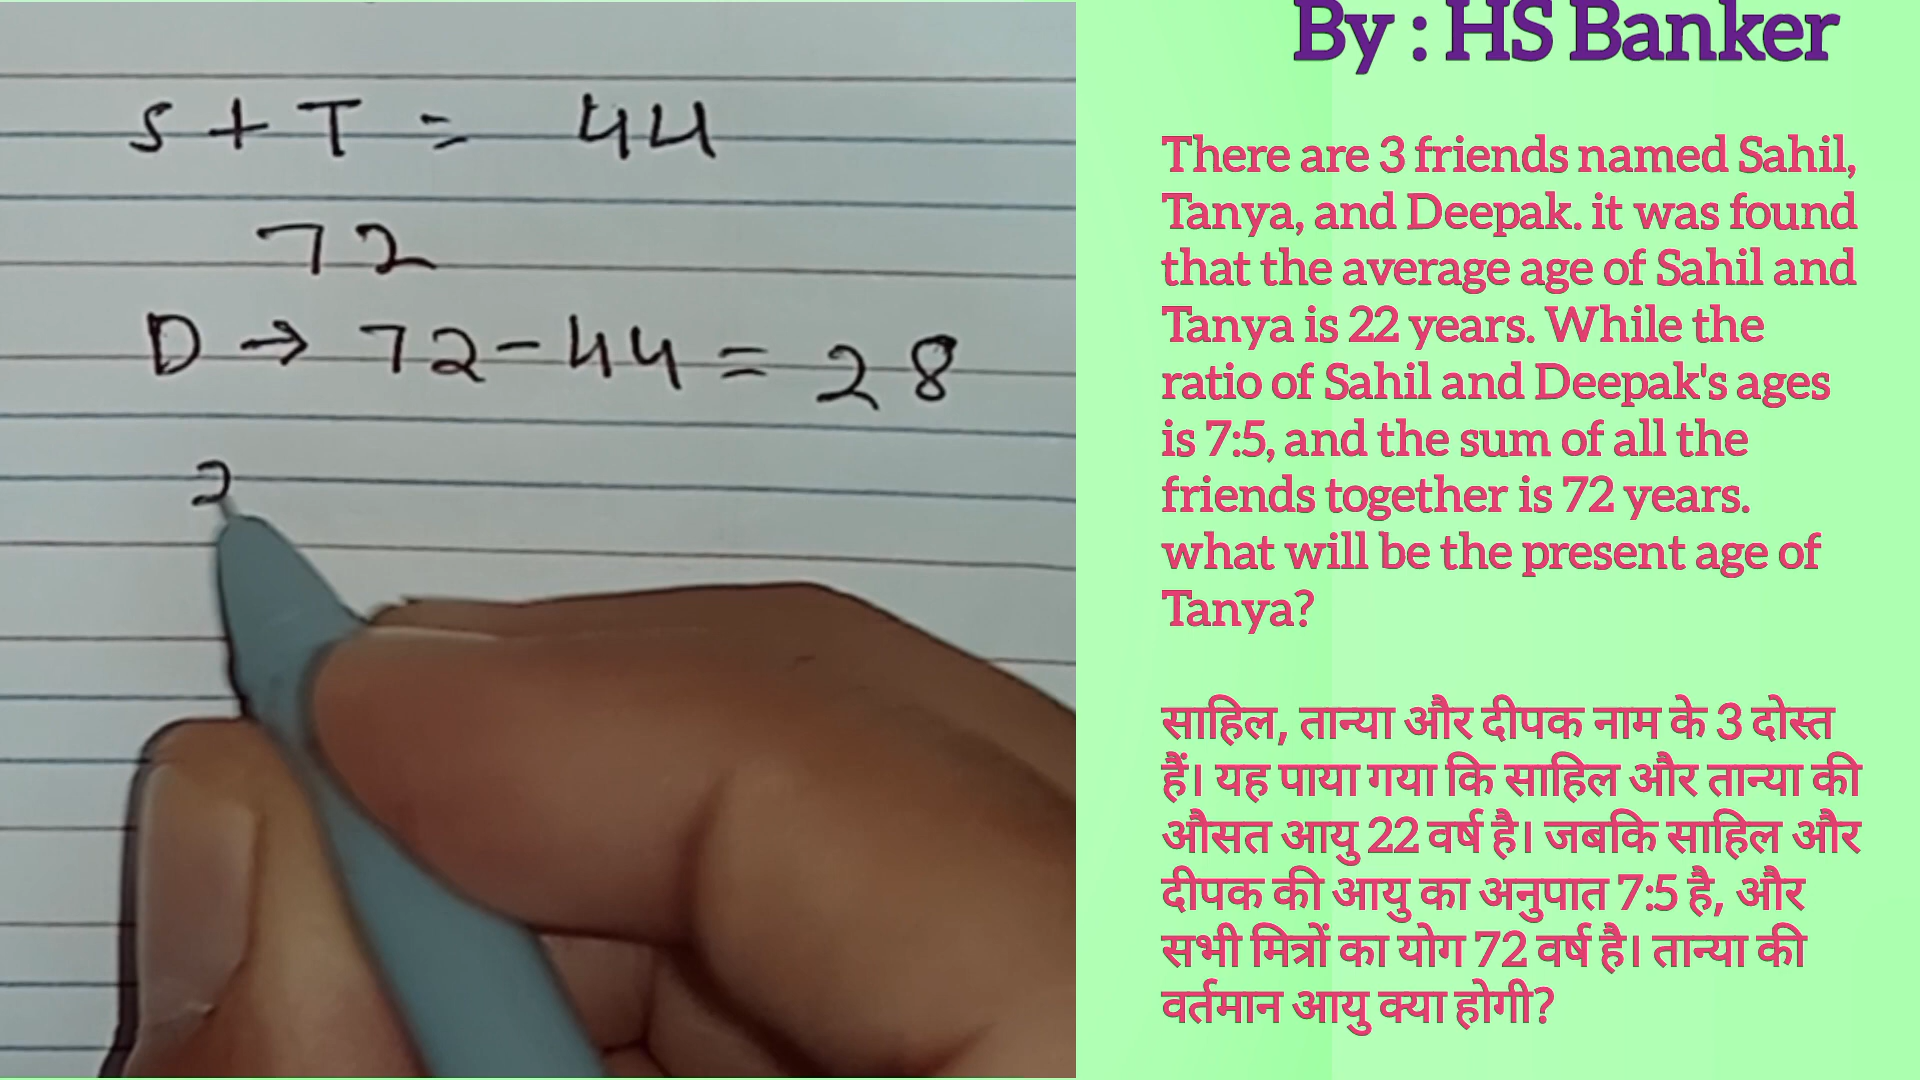 S + T = 44
72
D → 72 - 44 = 28
2
By : HS Banker
There are 3 friends named Sahil,
Tanya, and Deepak. it was found
that the average age of Sahil and
Tanya is 22 years. While the
ratio of Sahil and Deepak's ages
is 7:5, and the sum of all the
friends together is 72 years.
what will be the present age of
Tanya?
साहिल, तान्या और दीपक नाम के 3 दोस्त
हैं। यह पाया गया कि साहिल और तान्या की
औसत आयु 22 वर्ष है। जबकि साहिल और
दीपक की आयु का अनुपात 7:5 है, और
सभी मित्रों का योग 72 वर्ष है। तान्या की
वर्तमान आयु क्या होगी?